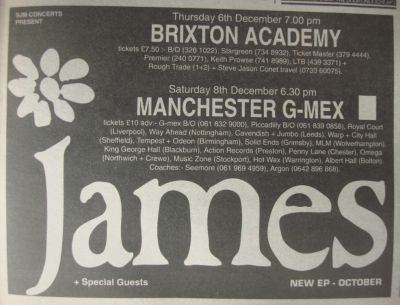 SJM CONCERTS
PRESENT
Thursday 6th December 7.00 pm
BRIXTON ACADEMY
tickets £7.50 :- B/O (326 1022), Stargreen (734 8932), Ticket Master (379 4444),
Premier (240 0771), Keith Prowse (741 8989), LTB (439 3371) +
Rough Trade (1+2) + Steve Jason Conet travel (0733 60075).
Saturday 8th December 6.30 pm
MANCHESTER G-MEX
tickets £10 adv:- G-mex B/O (061 832 9000), Piccadilly B/O (061 839 0858), Royal Court
(Liverpool), Way Ahead (Nottingham), Cavendish + Jumbo (Leeds), Warp + City Hall
(Sheffield), Tempest + Odeon (Birmingham), Solid Ends (Grimsby), MLM (Wolverhampton),
King George Hall (Blackburn), Action Records (Preston), Penny Lane (Chester), Omega
(Northwich + Crewe), Music Zone (Stockport), Hot Wax (Warrington), Albert Hall (Bolton).
Coaches:- Seemore (061 969 4959), Argon (0642 896 868).
James
+ Special Guests
NEW EP - OCTOBER